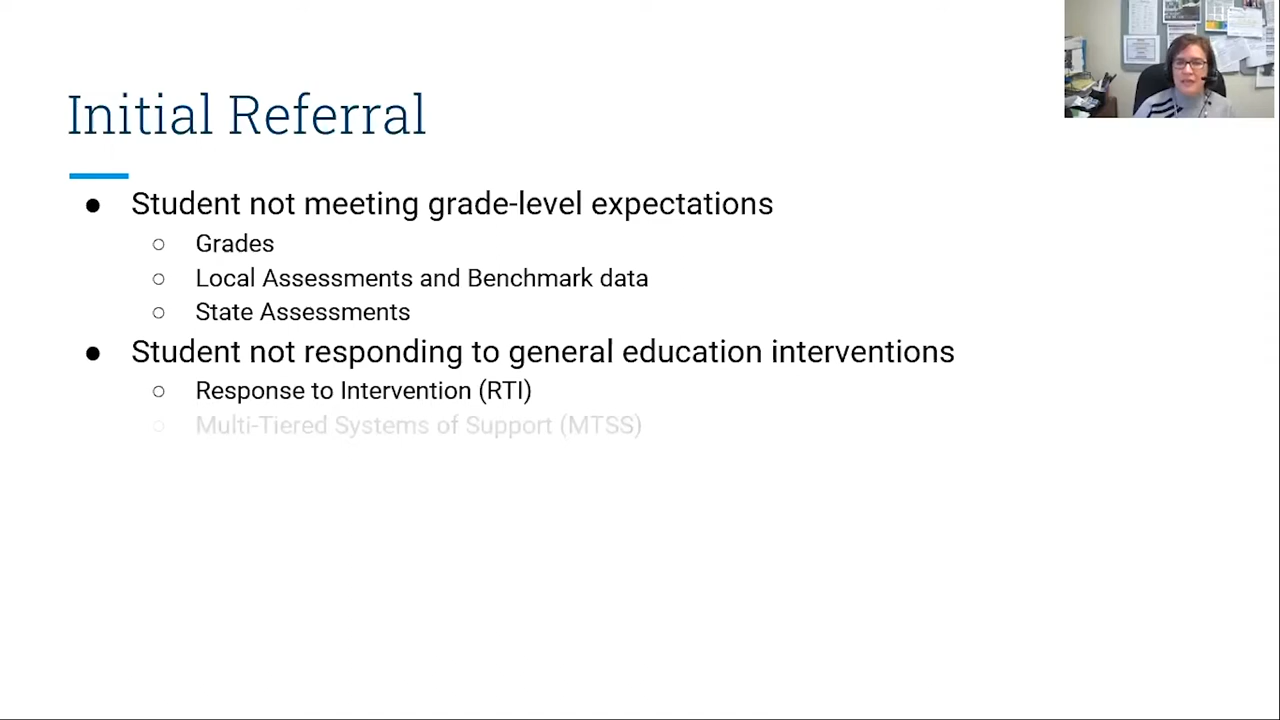 Initial Referral
● Student not meeting grade-level expectations
○ Grades
○ Local Assessments and Benchmark data
○ State Assessments
● Student not responding to general education interventions
○ Response to Intervention (RTI)
○ Multi-Tiered Systems of Support (MTSS)